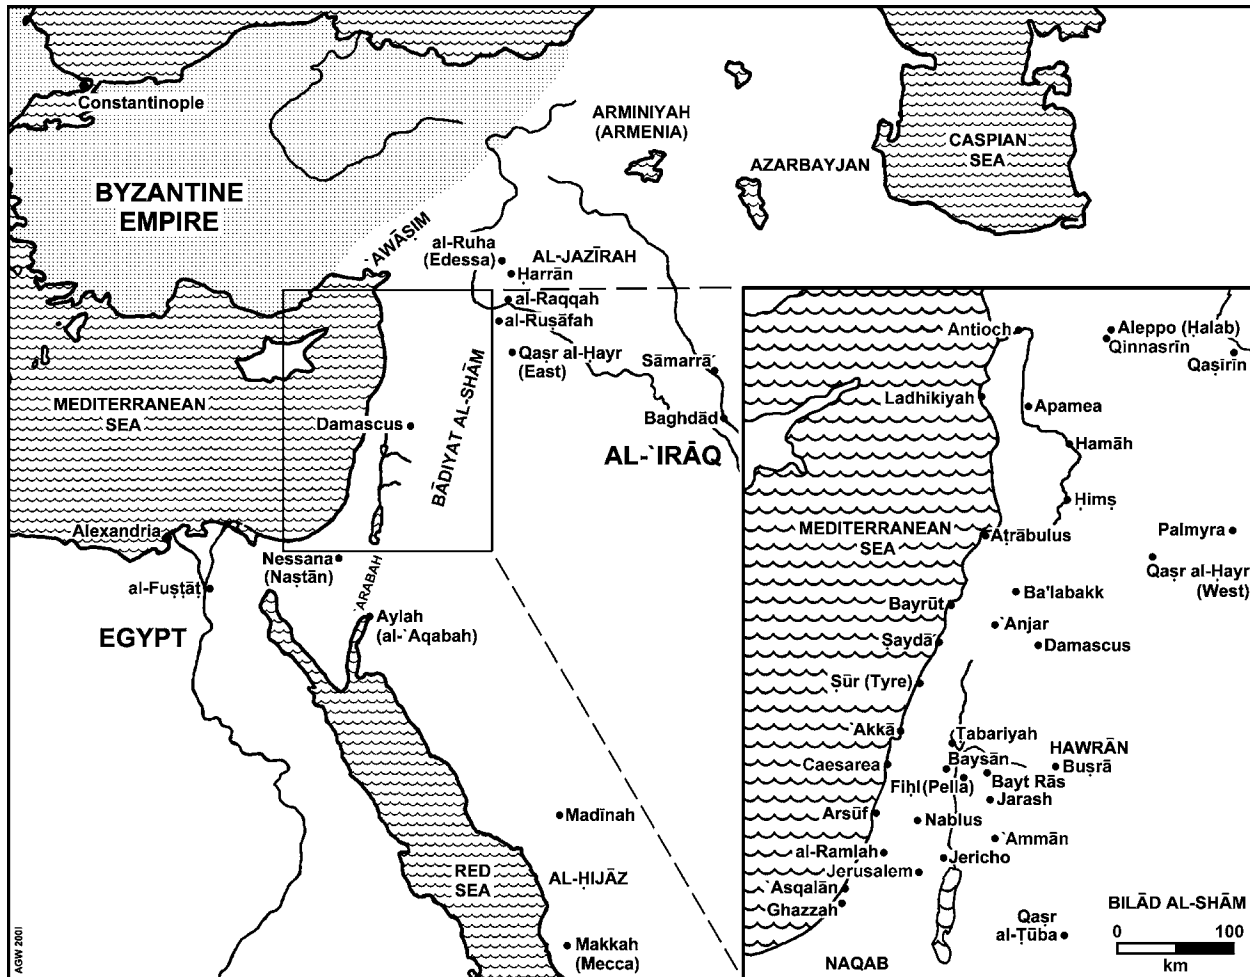 Constantinople
BYZANTINE
EMPIRE
ARMINIYAH
(ARMENIA)
AZARBAYJAN
CASPIAN
SEA
`AWĀṢIM
al-Ruha
(Edessa)
AL-JAZĪRAH
Ḥarrān
al-Raqqah
al-Ruṣāfah
Qaṣr al-Ḥayr
(East)
Sāmarrā'
Baghdād
AL-`IRĀQ
MEDITERRANEAN
SEA
Damascus
BĀDIYAT AL-SHĀM
Alexandria
al-Fusṭāṭ
Nessana
(Naṣtān)
`ARABAH
Aylah
(al-`Aqabah)
EGYPT
Madīnah
AL-ḤIJĀZ
RED
SEA
Makkah
(Mecca)
AGW 2001
Antioch
Aleppo (Ḥalab)
Qinnasrīn
Qaṣīrīn
Ladhikiyah
Apamea
Hamāh
Ḥimṣ
MEDITERRANEAN
SEA
Aṭrābulus
Palmyra
Qaṣr al-Ḥayr
(West)
Ba'labakk
Bayrūt
`Anjar
Ṣaydā'
Damascus
Ṣūr (Tyre)
`Akkā
Tabariyah
HAWRĀN
Caesarea
Baysān
Buṣrā
Fiḥl (Pella)
Bayt Rās
Jarash
Arsūf
Nablus
`Ammān
al-Ramlah
Jericho
Jerusalem
`Asqalān
Ghazzah
BILĀD AL-SHĀM
Qaṣr
al-Ṭūba
0 100
km
NAQAB